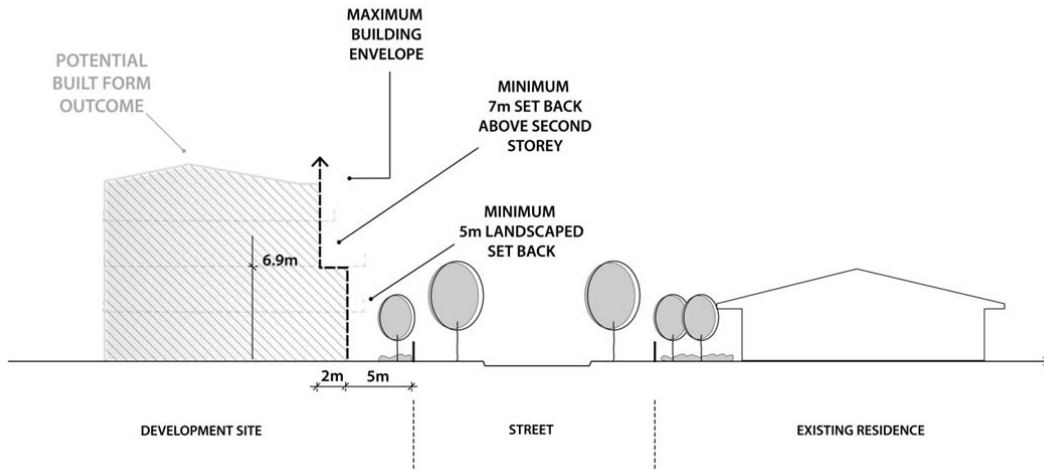 MAXIMUM
BUILDING
ENVELOPE
POTENTIAL
BUILT FORM
OUTCOME
MINIMUM
7m SET BACK
ABOVE SECOND
STOREY
MINIMUM
5m LANDSCAPED
SET BACK
6.9m
2m
5m
DEVELOPMENT SITE
STREET
EXISTING RESIDENCE